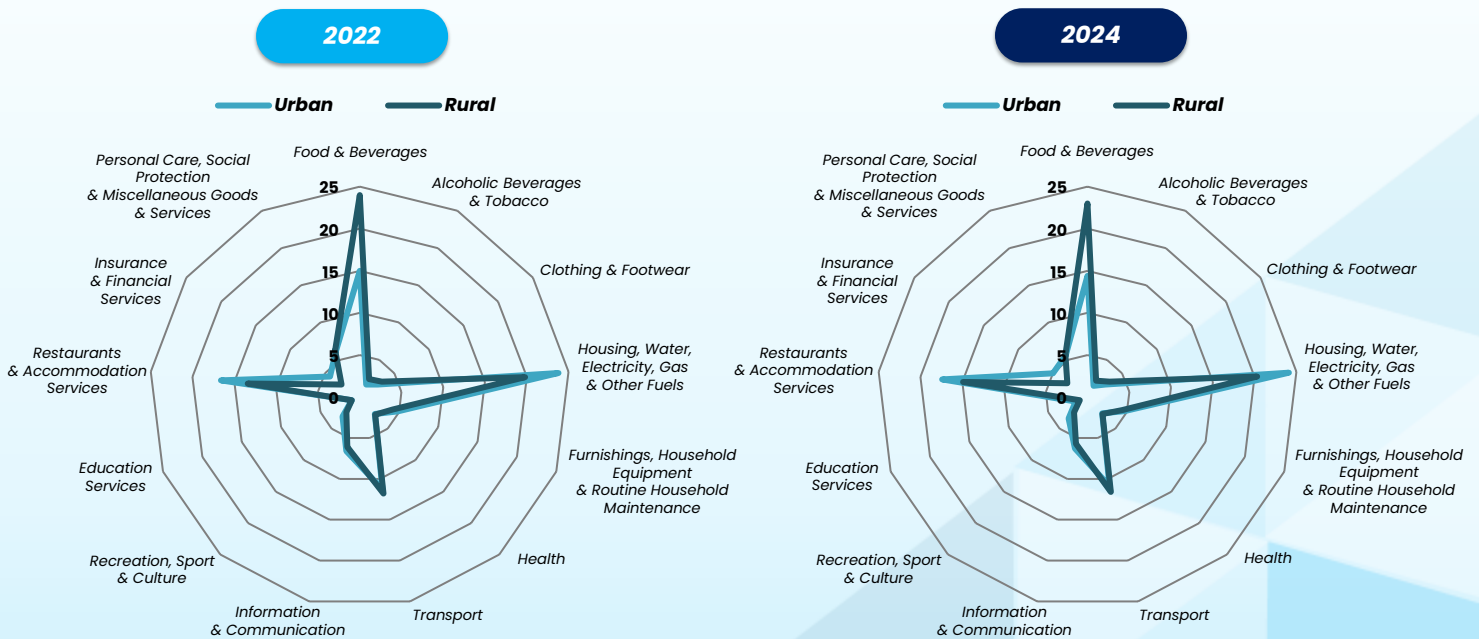 2022
Urban
Rural
Food & Beverages
Alcoholic Beverages
& Tobacco
Clothing & Footwear
Housing, Water,
Electricity, Gas
& Other Fuels
Furnishings, Household
Equipment
& Routine Household
Maintenance
Health
Transport
Information
& Communication
Recreation, Sport
& Culture
Education
Services
Restaurants
& Accommodation
Services
Insurance
& Financial
Services
Personal Care, Social
Protection
& Miscellaneous Goods
& Services
25
20
15
10
5
0
2024
Urban
Rural
Food & Beverages
Alcoholic Beverages
& Tobacco
Clothing & Footwear
Housing, Water,
Electricity, Gas
& Other Fuels
Furnishings, Household
Equipment
& Routine Household
Maintenance
Health
Transport
Information
& Communication
Recreation, Sport
& Culture
Education
Services
Restaurants
& Accommodation
Services
Insurance
& Financial
Services
Personal Care, Social
Protection
& Miscellaneous Goods
& Services
25
20
15
10
5
0